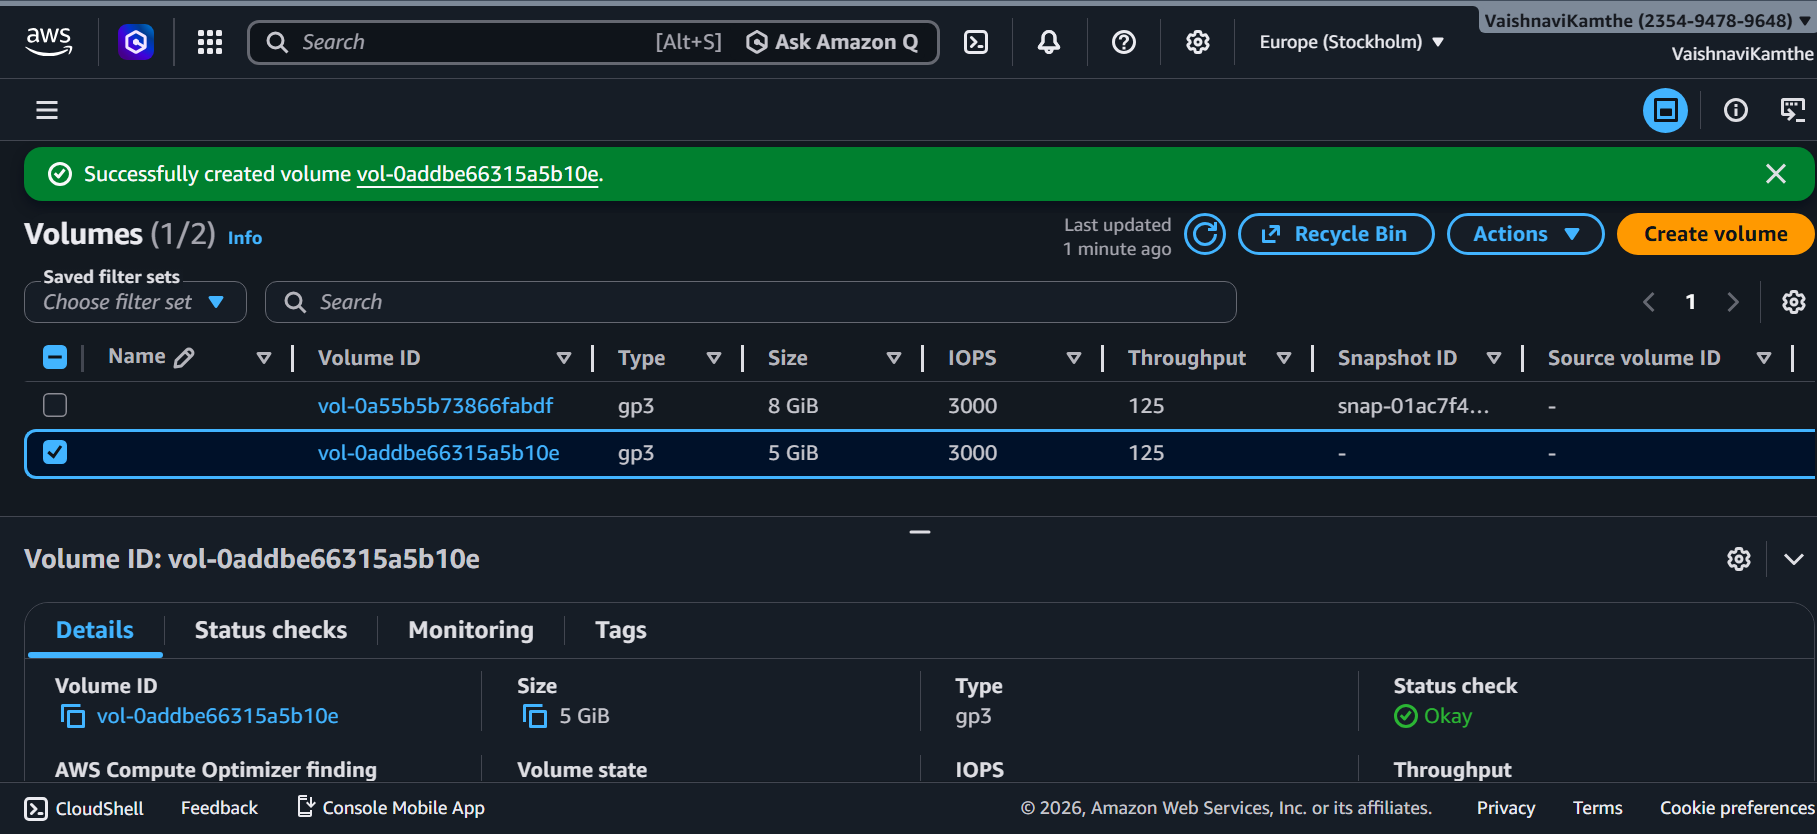 aws
Search [Alt+S] Ask Amazon Q
Europe (Stockholm)
VaishnaviKamthe (2354-9478-9648)
VaishnaviKamthe
Successfully created volume vol-0addbe66315a5b10e.
Volumes (1/2) Info
Last updated
1 minute ago
Recycle Bin
Actions
Create volume
Saved filter sets
Choose filter set
Search
1
Name Volume ID Type Size IOPS Throughput Snapshot ID Source volume ID
vol-0a55b5b73866fabdf gp3 8 GiB 3000 125 snap-01ac7f4... -
vol-0addbe66315a5b10e gp3 5 GiB 3000 125 - -
Volume ID: vol-0addbe66315a5b10e
Details Status checks Monitoring Tags
Volume ID Size Type Status check
vol-0addbe66315a5b10e 5 GiB gp3 Okay
AWS Compute Optimizer finding Volume state IOPS Throughput
CloudShell Feedback Console Mobile App © 2026, Amazon Web Services, Inc. or its affiliates. Privacy Terms Cookie preferences